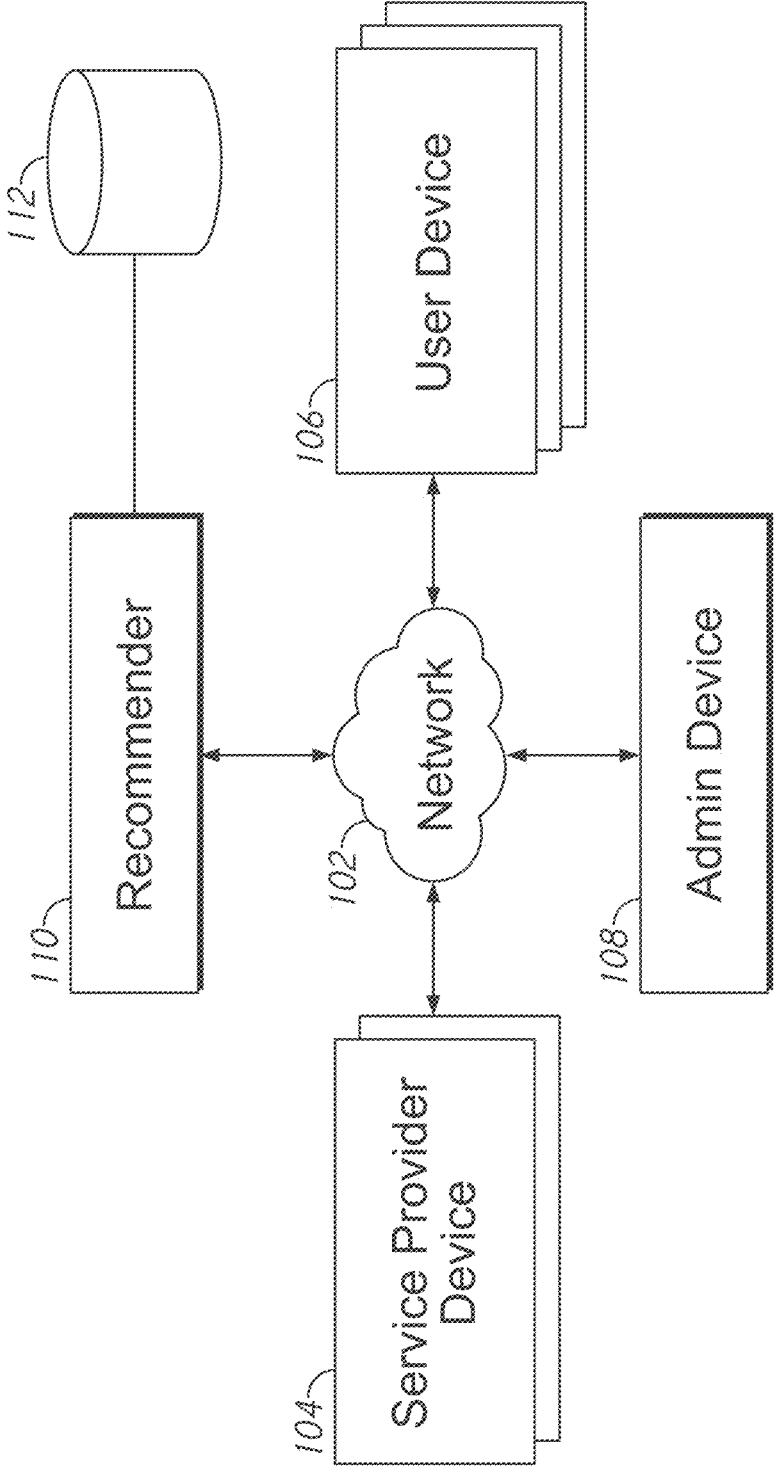 110
Recommender
112
102
Network
104
Service Provider
Device
106
User Device
108
Admin Device